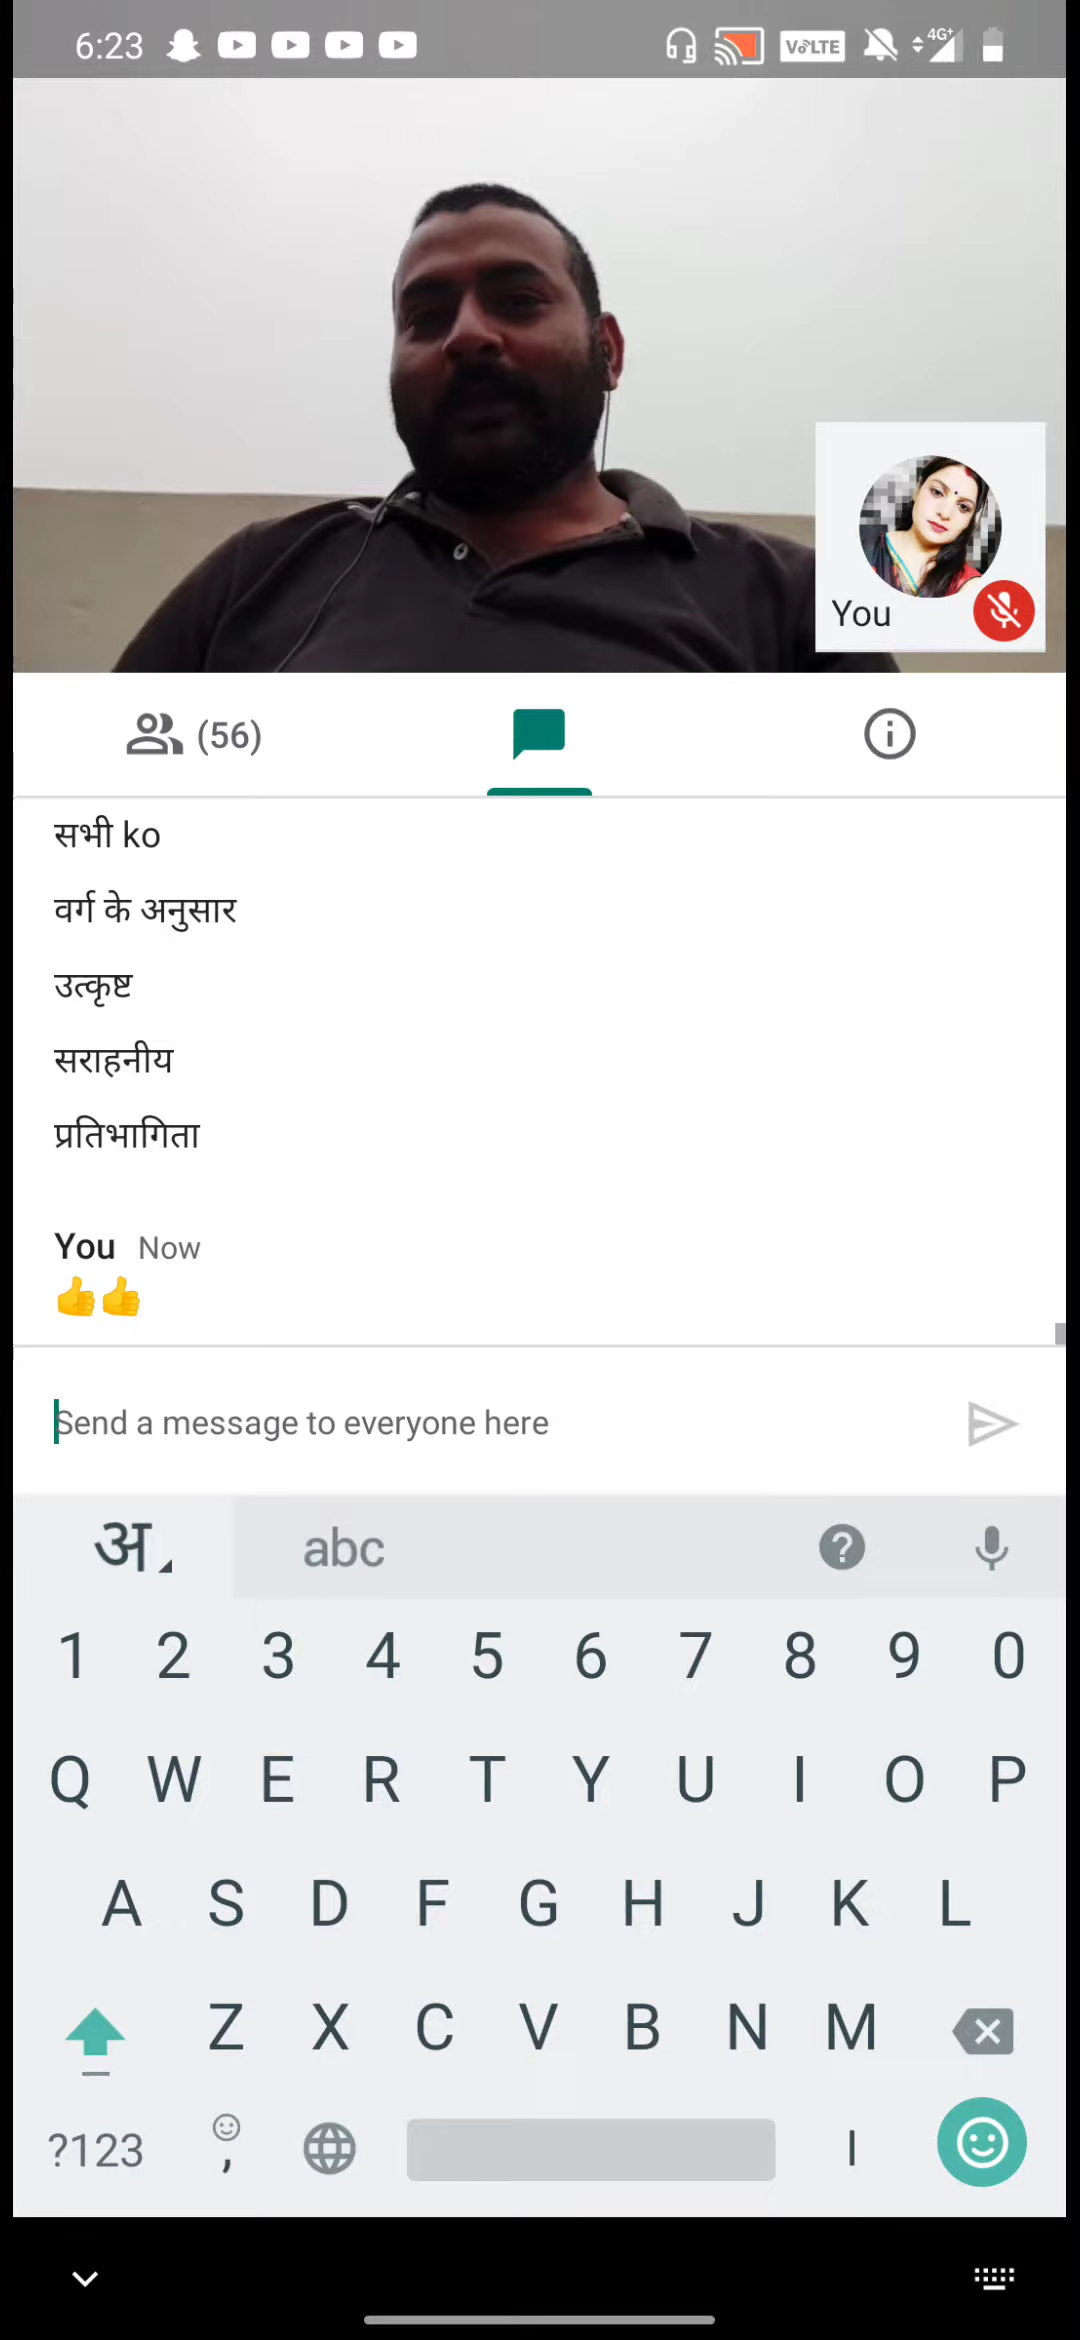 6:23 VoLTE 4G+
You
(56)
सभी ko
वर्ग के अनुसार
उत्कृष्ट
सराहनीय
प्रतिभागिता
You Now
👍👍
Send a message to everyone here
अ abc
1 2 3 4 5 6 7 8 9 0
Q W E R T Y U I O P
A S D F G H J K L
Z X C V B N M
?123 , |